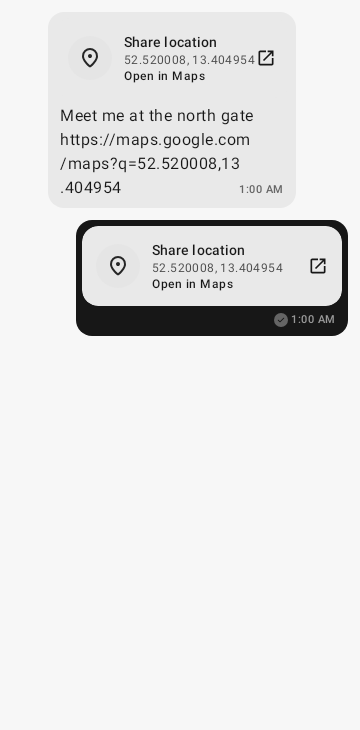 Share location
52.520008, 13.404954
Open in Maps
Meet me at the north gate
https://maps.google.com
/maps?q=52.520008,13
.404954
1:00 AM
Share location
52.520008, 13.404954
Open in Maps
1:00 AM